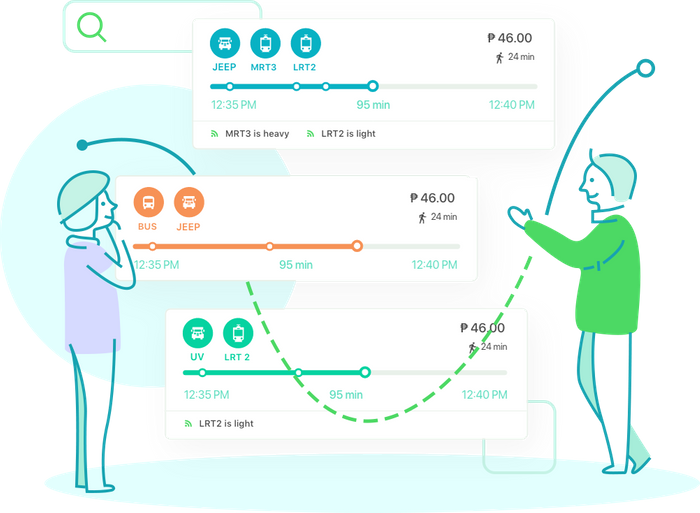 ₱ 46.00
JEEP MRT3 LRT2
24 min
12:35 PM 95 min 12:40 PM
MRT3 is heavy LRT2 is light
₱ 46.00
24 min
BUS JEEP
12:35 PM 95 min 12:40 PM
₱ 46.00
24 min
UV LRT 2
12:35 PM 95 min 12:40 PM
LRT2 is light